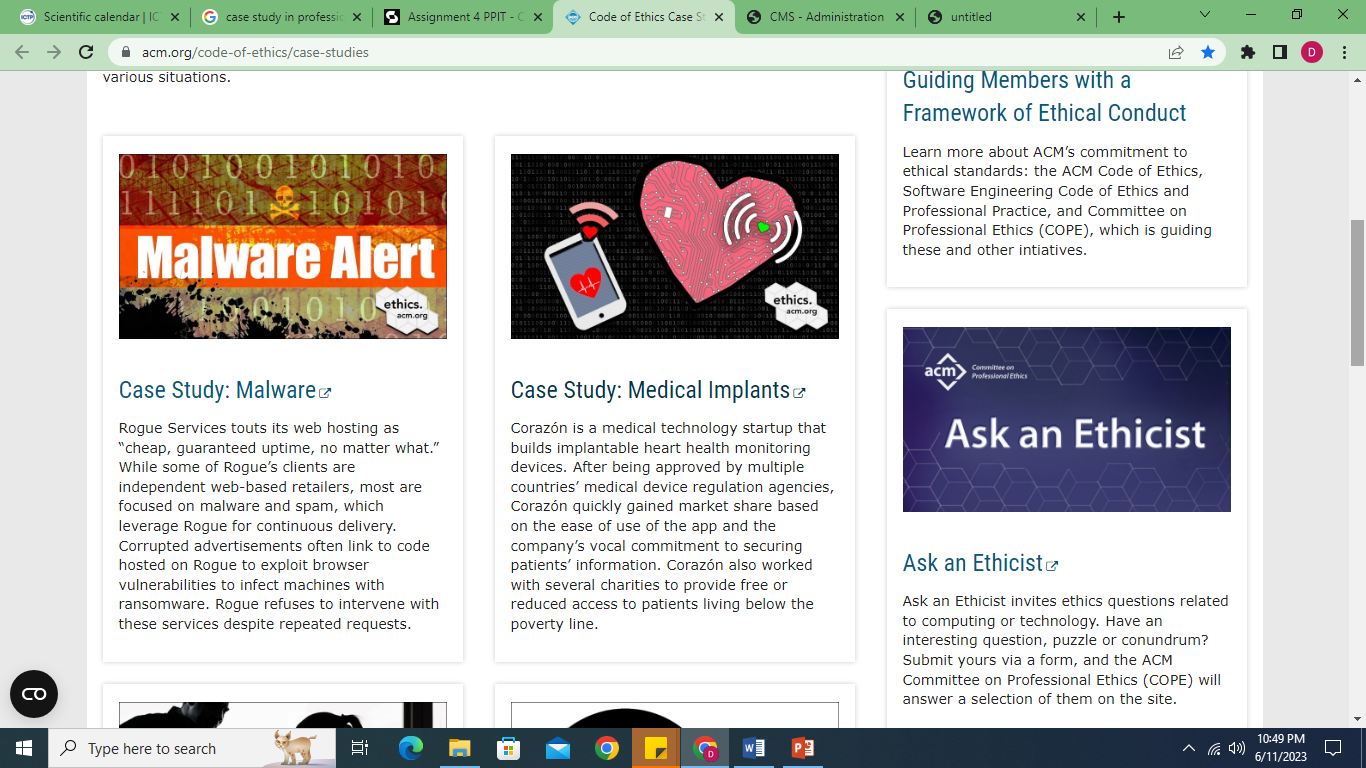 Scientific calendar | IC
case study in professio
Assignment 4 PPIT - C
Code of Ethics Case St
CMS - Administration
untitled
acm.org/code-of-ethics/case-studies
D
various situations.
Malware Alert
ethics.
acm.org
Case Study: Malware
Rogue Services touts its web hosting as
“cheap, guaranteed uptime, no matter what.”
While some of Rogue’s clients are
independent web-based retailers, most are
focused on malware and spam, which
leverage Rogue for continuous delivery.
Corrupted advertisements often link to code
hosted on Rogue to exploit browser
vulnerabilities to infect machines with
ransomware. Rogue refuses to intervene with
these services despite repeated requests.
ethics.
acm.org
Case Study: Medical Implants
Corazón is a medical technology startup that
builds implantable heart health monitoring
devices. After being approved by multiple
countries’ medical device regulation agencies,
Corazón quickly gained market share based
on the ease of use of the app and the
company’s vocal commitment to securing
patients’ information. Corazón also worked
with several charities to provide free or
reduced access to patients living below the
poverty line.
Guiding Members with a
Framework of Ethical Conduct
Learn more about ACM’s commitment to
ethical standards: the ACM Code of Ethics,
Software Engineering Code of Ethics and
Professional Practice, and Committee on
Professional Ethics (COPE), which is guiding
these and other intiatives.
acm
Committee on
Professional Ethics
Ask an Ethicist
Ask an Ethicist
Ask an Ethicist invites ethics questions related
to computing or technology. Have an
interesting question, puzzle or conundrum?
Submit yours via a form, and the ACM
Committee on Professional Ethics (COPE) will
answer a selection of them on the site.
Type here to search
10:49 PM
6/11/2023